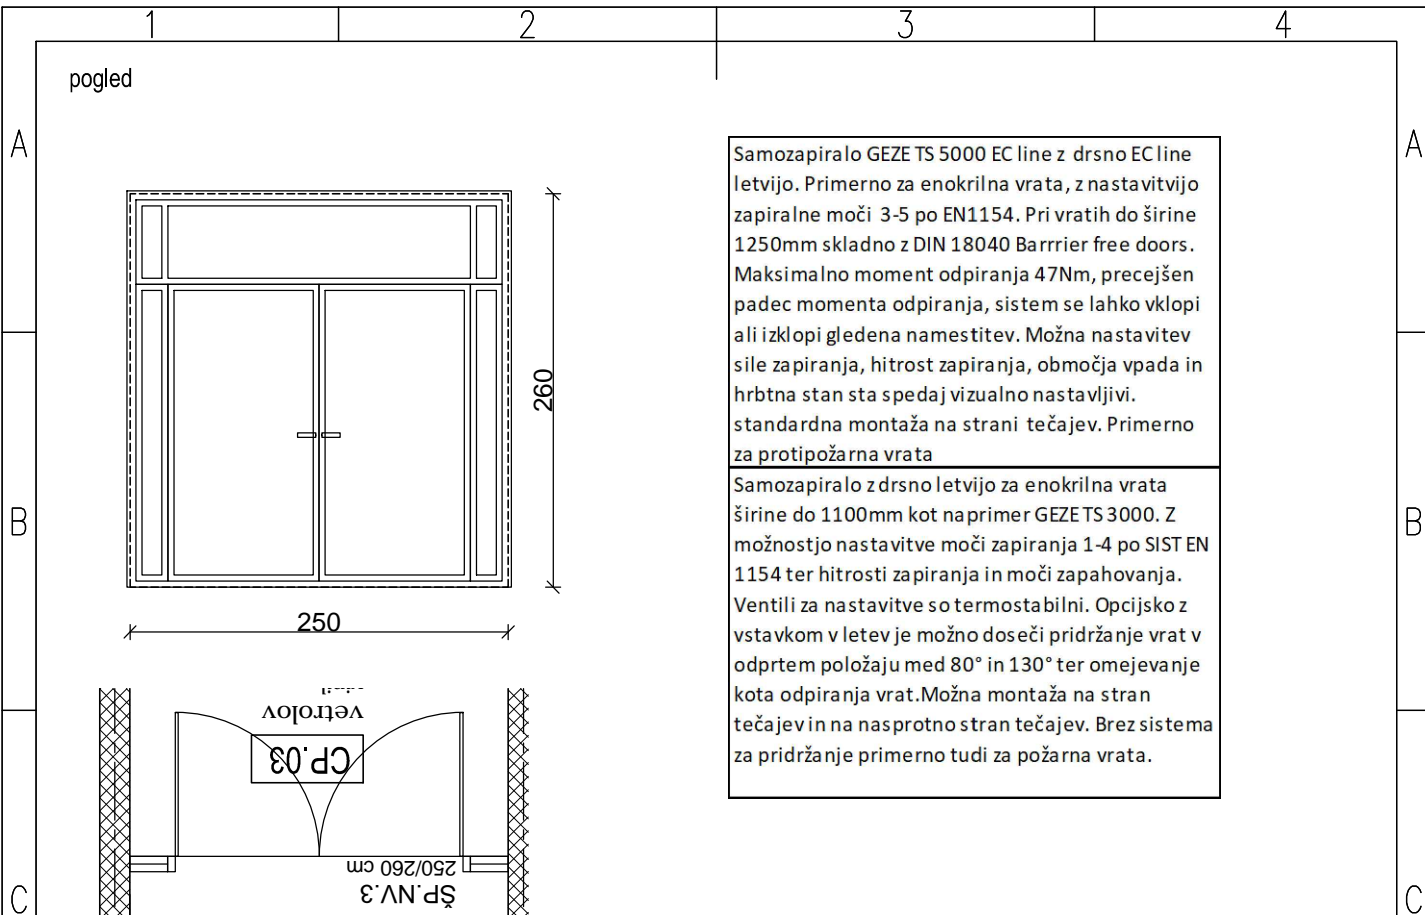 1 2 3 4
pogled
A A
Samozapiralo GEZE TS 5000 EC line z drsno EC line
letvijo. Primerno za enokrilna vrata, z nastavitvijo
zapiralne moči 3-5 po EN1154. Pri vratih do širine
1250mm skladno z DIN 18040 Barrrier free doors.
Maksimalno moment odpiranja 47Nm, precejšen
padec momenta odpiranja, sistem se lahko vklopi
ali izklopi gledena namestitev. Možna nastavitev
sile zapiranja, hitrost zapiranja, območja vpada in
hrbtna stan sta spedaj vizualno nastavljivi.
standardna montaža na strani tečajev. Primerno
za protipožarna vrata
260
B B
Samozapiralo z drsno letvijo za enokrilna vrata
širine do 1100mm kot naprimer GEZE TS 3000. Z
možnostjo nastavitve moči zapiranja 1-4 po SIST EN
1154 ter hitrosti zapiranja in moči zapahovanja.
Ventili za nastavitve so termostabilni. Opcijsko z
vstavkom v letev je možno doseči pridržanje vrat v
odprtem položaju med 80° in 130° ter omejevanje
kota odpiranja vrat.Možna montaža na stran
tečajev in na nasprotno stran tečajev. Brez sistema
za pridržanje primerno tudi za požarna vrata.
250
vetrolov
CP.03
250/260 cm
ŠP.NV.3
C C